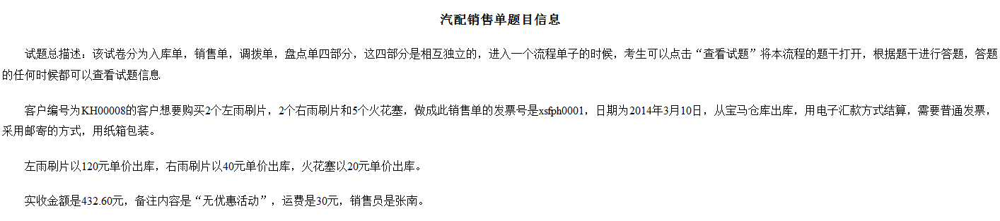 汽配销售单题目信息
试题总描述：该试卷分为入库单，销售单，调拨单，盘点单四部分，这四部分是相互独立的，进入一个流程单子的时候，考生可以点击“查看试题”将本流程的题干打开，根据题干进行答题，答题
的任何时候都可以查看试题信息
客户编号为KH00008的客户想要购买2个左雨刷片，2个右雨刷片和5个火花塞，做成此销售单的发票号是xsfph0001，日期为2014年3月10日，从宝马仓库出库，用电子汇款方式结算，需要普通发票，
采用邮寄的方式，用纸箱包装。
左雨刷片以120元单价出库，右雨刷片以40元单价出库，火花塞以20元单价出库。
实收金额是432.60元，备注内容是“无优惠活动”，运费是30元，销售员是张南。